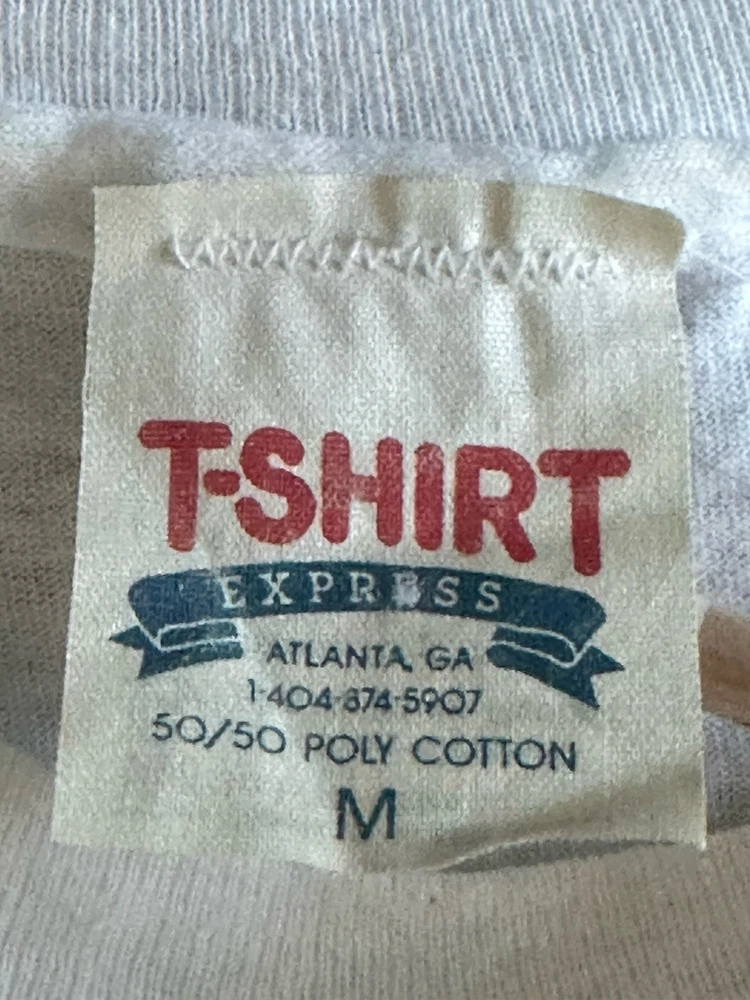 T-SHIRT
EXPRESS
ATLANTA, GA
1-404-874-5907
50/50 POLY COTTON
M